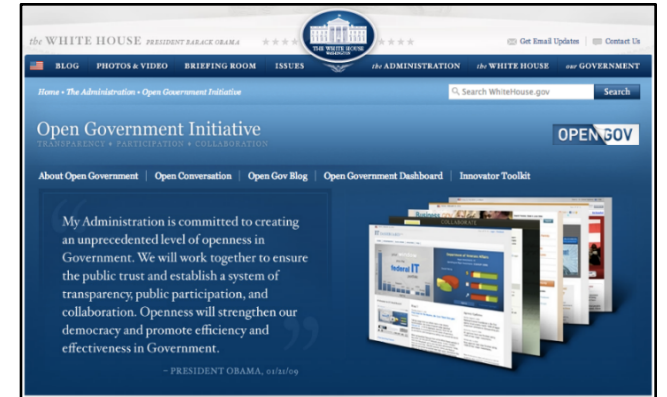 the WHITE HOUSE PRESIDENT BARACK OBAMA
THE WHITE HOUSE
WASHINGTON
Get Email Updates | Contact Us
BLOG PHOTOS & VIDEO BRIEFING ROOM ISSUES the ADMINISTRATION the WHITE HOUSE our GOVERNMENT
Home • The Administration • Open Government Initiative
Search WhiteHouse.gov Search
Open Government Initiative
TRANSPARENCY • PARTICIPATION • COLLABORATION
OPEN GOV
About Open Government | Open Conversation | Open Gov Blog | Open Government Dashboard | Innovator Toolkit
“My Administration is committed to creating
an unprecedented level of openness in
Government. We will work together to ensure
the public trust and establish a system of
transparency, public participation, and
collaboration. Openness will strengthen our
democracy and promote efficiency and
effectiveness in Government.”
– PRESIDENT OBAMA, 01/21/09
COLLABORATE
federal IT